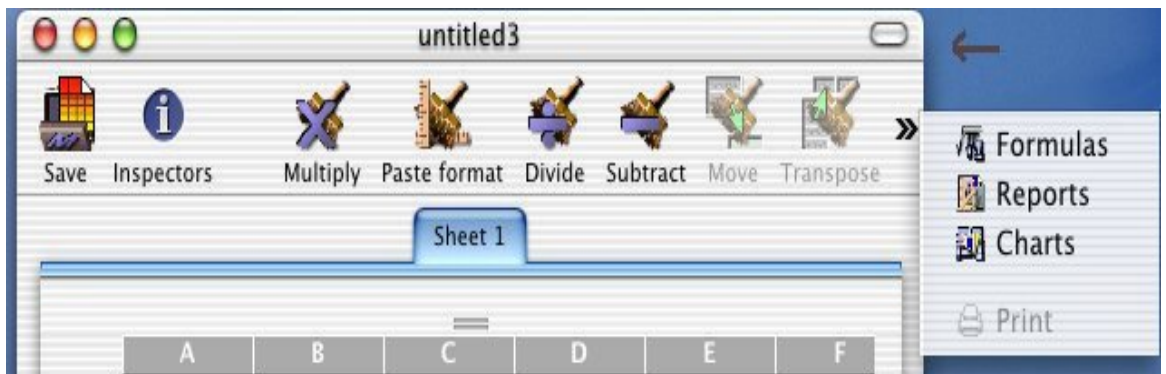 untitled3
Save Inspectors Multiply Paste format Divide Subtract Move Transpose »
Formulas
Reports
Charts
Print
Sheet 1
A B C D E F